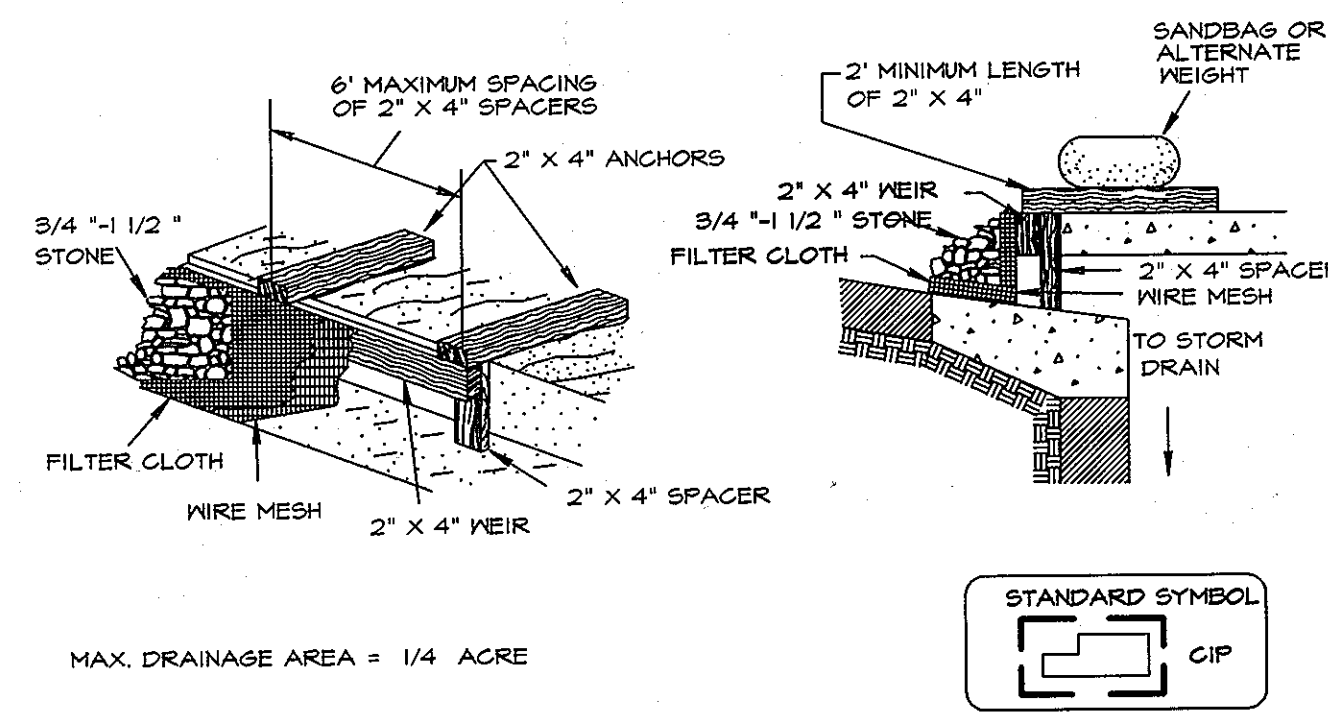 6' MAXIMUM SPACING
OF 2" X 4" SPACERS
2" X 4" ANCHORS
3/4 "-1 1/2 "
STONE
FILTER CLOTH
WIRE MESH
2" X 4" WEIR
2" X 4" SPACER
SANDBAG OR
ALTERNATE
WEIGHT
2' MINIMUM LENGTH
OF 2" X 4"
2" X 4" WEIR
3/4 "-1 1/2 " STONE
FILTER CLOTH
2" X 4" SPACER
WIRE MESH
TO STORM
DRAIN
MAX. DRAINAGE AREA = 1/4 ACRE
STANDARD SYMBOL
CIP